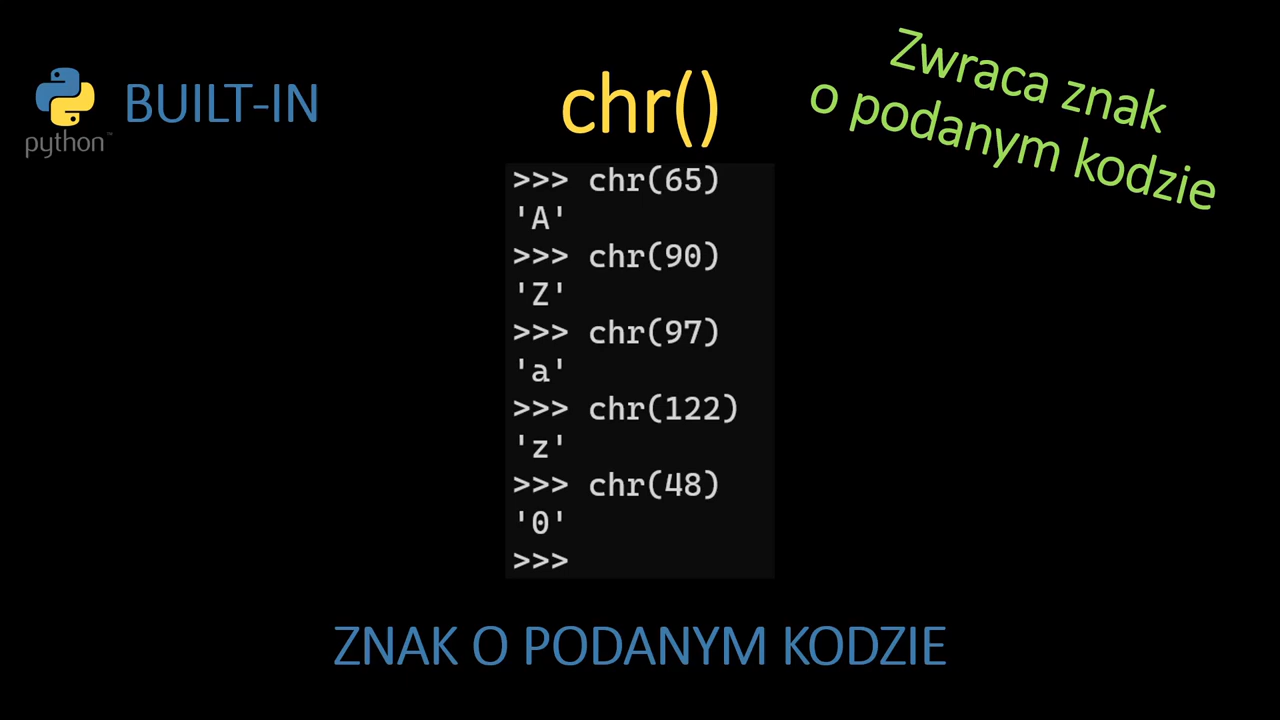 python™
BUILT-IN
chr()
Zwraca znak
o podanym kodzie
>>> chr(65)
'A'
>>> chr(90)
'Z'
>>> chr(97)
'a'
>>> chr(122)
'z'
>>> chr(48)
'0'
>>>
ZNAK O PODANYM KODZIE